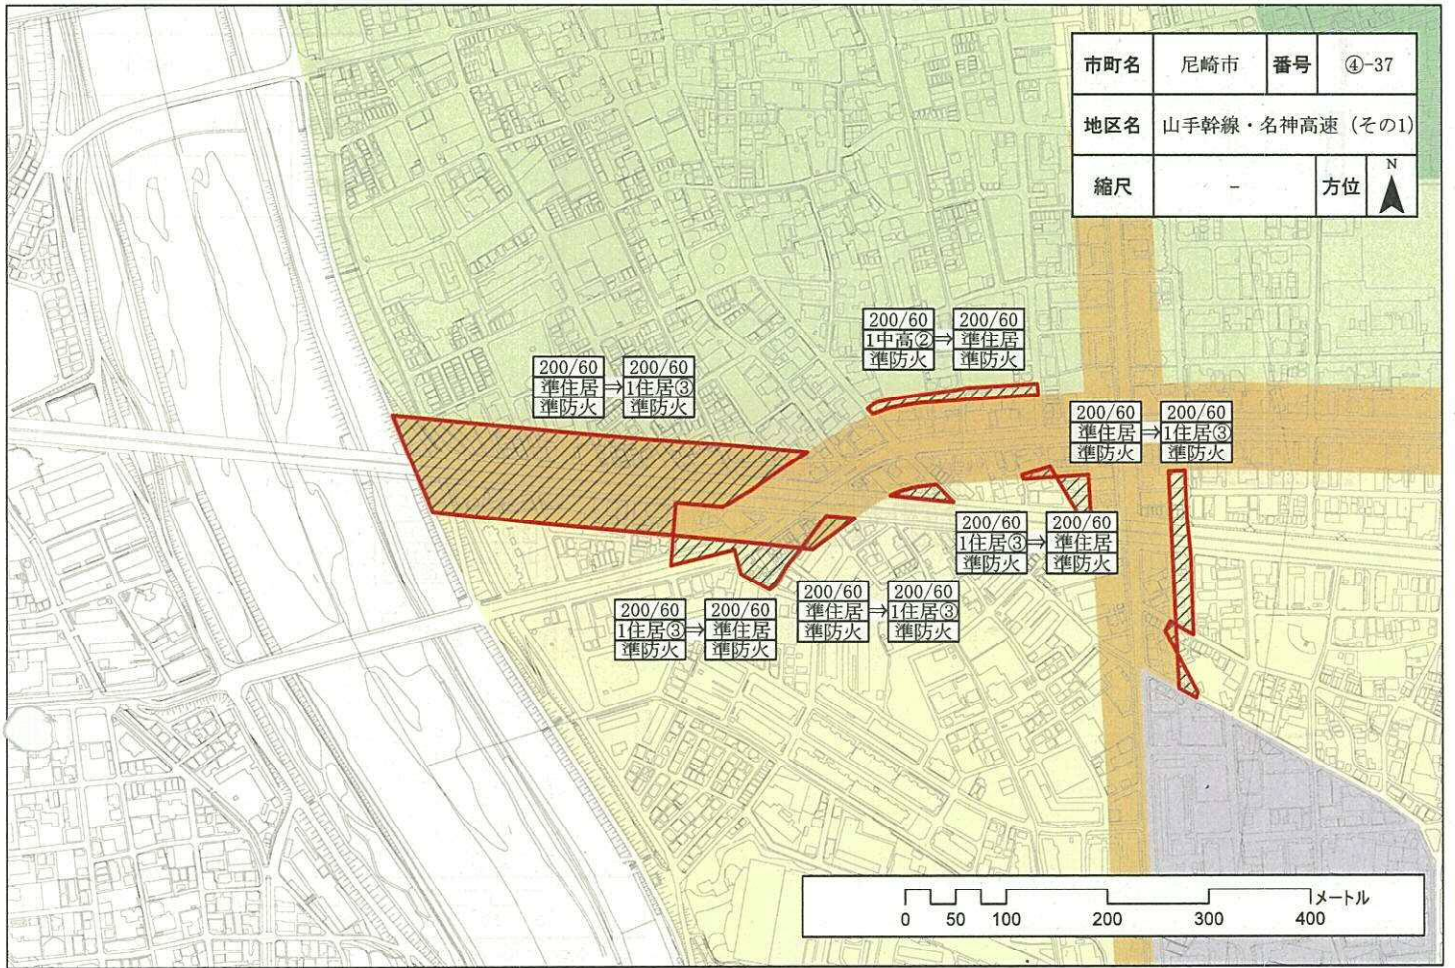 市町名 尼崎市 番号 ④-37
地区名 山手幹線・名神高速（その1）
縮尺 - 方位 N
200/60 200/60
1中高② ⇒ 準住居
準防火 準防火
200/60 200/60
準住居 ⇒ 1住居③
準防火 準防火
200/60 200/60
準住居 ⇒ 1住居③
準防火 準防火
200/60 200/60
1住居③ ⇒ 準住居
準防火 準防火
200/60 200/60
準住居 ⇒ 1住居③
準防火 準防火
200/60 200/60
1住居③ ⇒ 準住居
準防火 準防火
メートル
0 50 100 200 300 400